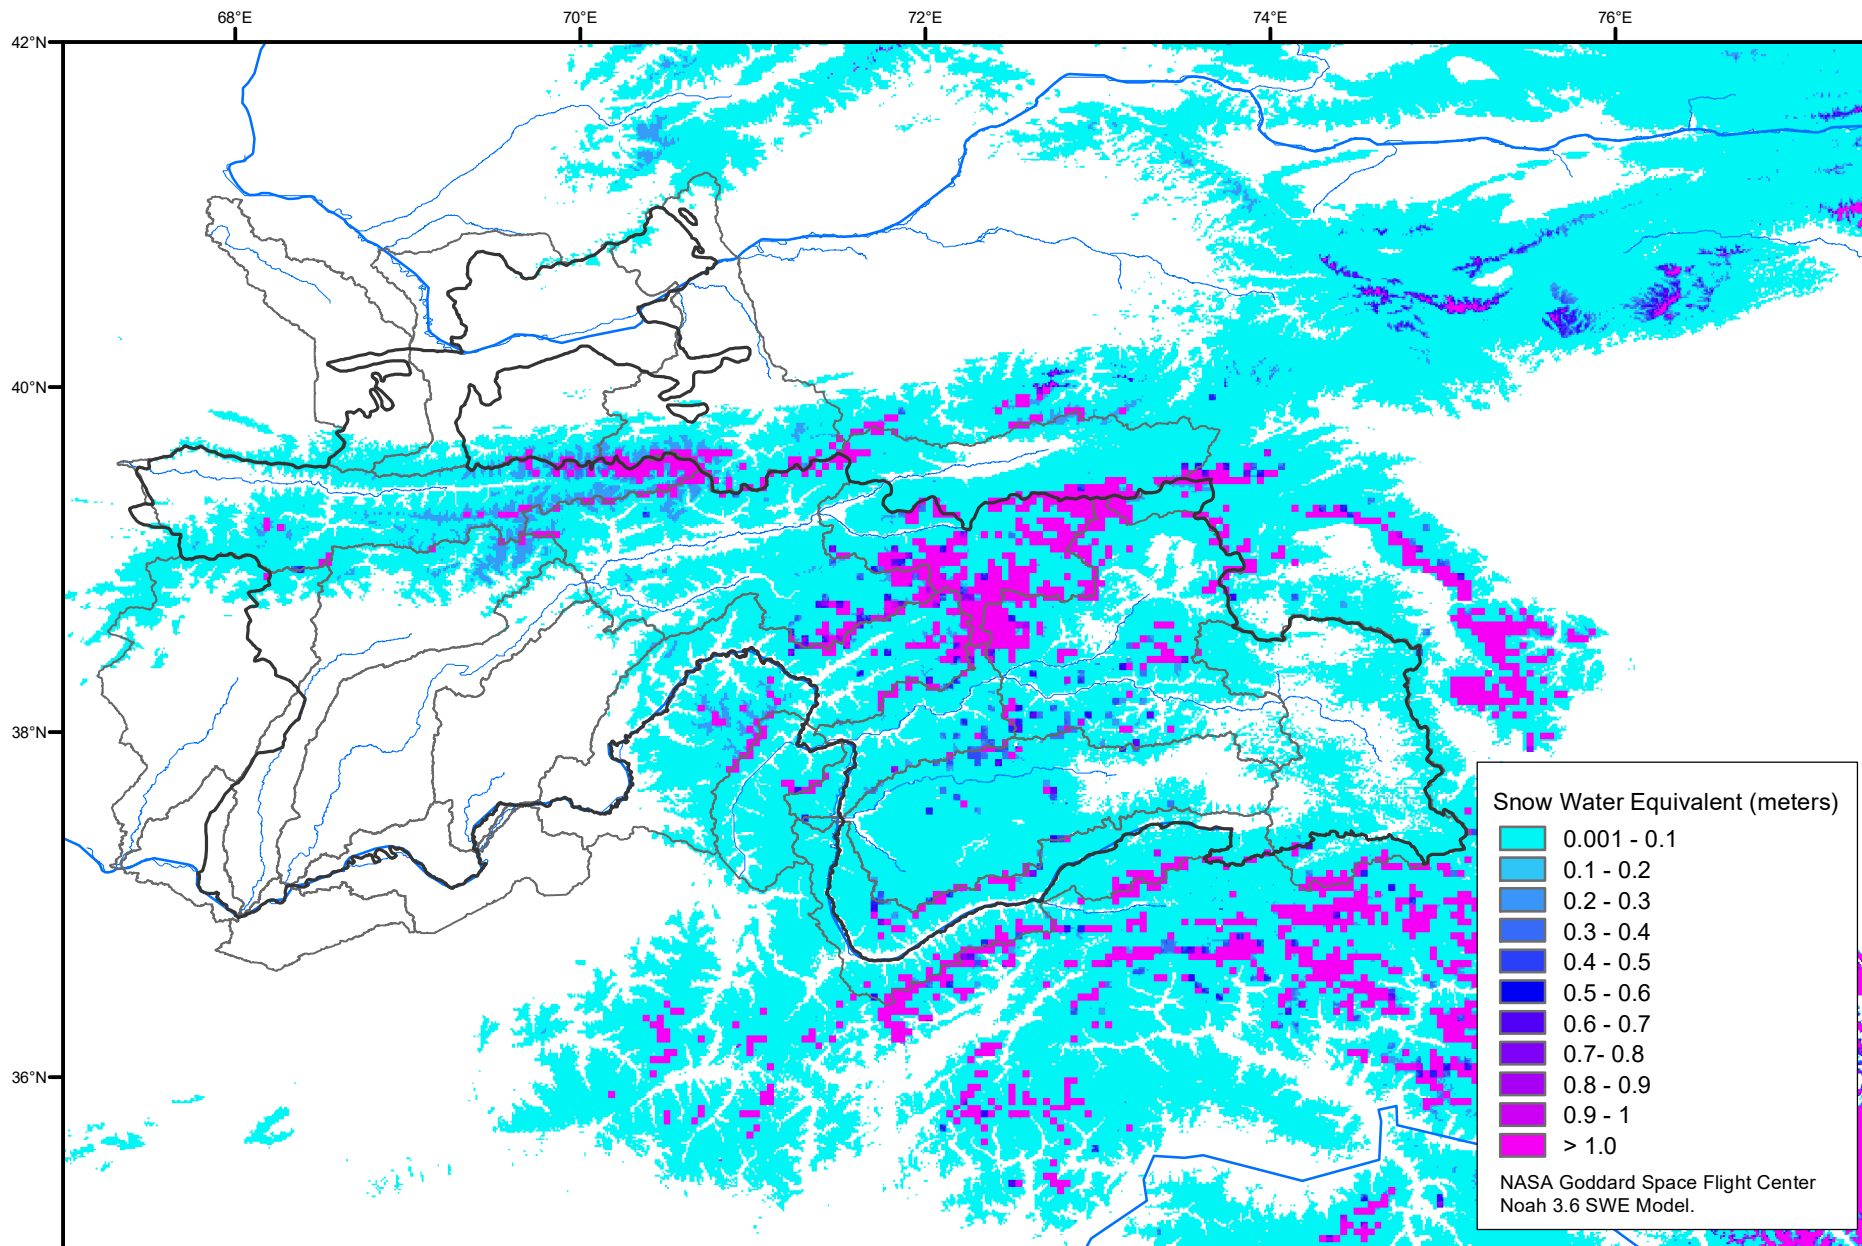 68°E
70°E
72°E
74°E
76°E
42°N
40°N
38°N
36°N
Snow Water Equivalent (meters)
0.001 - 0.1
0.1 - 0.2
0.2 - 0.3
0.3 - 0.4
0.4 - 0.5
0.5 - 0.6
0.6 - 0.7
0.7- 0.8
0.8 - 0.9
0.9 - 1
> 1.0
NASA Goddard Space Flight Center
Noah 3.6 SWE Model.